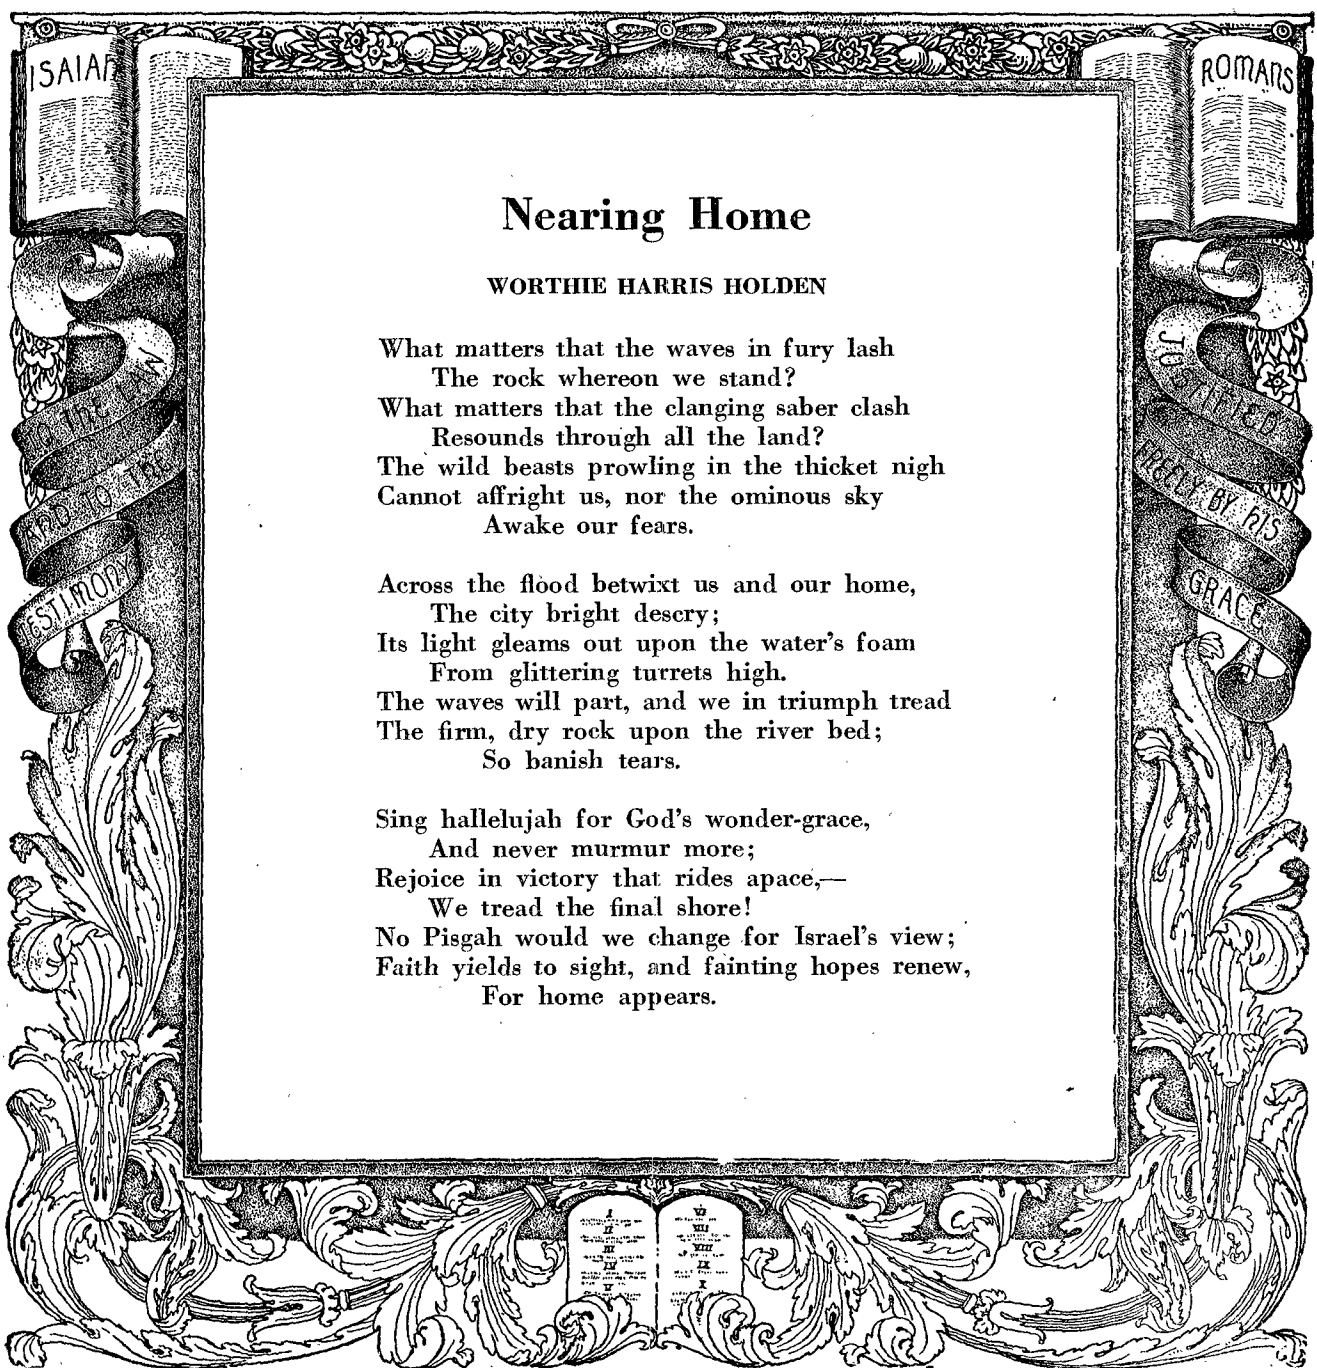 ISAIAH
ROMANS
TO THE LAW
AND TO THE
TESTIMONY
JUSTIFIED
FREELY BY HIS
GRACE
Nearing Home
WORTHIE HARRIS HOLDEN
What matters that the waves in fury lash
The rock whereon we stand?
What matters that the clanging saber clash
Resounds through all the land?
The wild beasts prowling in the thicket nigh
Cannot affright us, nor the ominous sky
Awake our fears.
Across the flood betwixt us and our home,
The city bright descry;
Its light gleams out upon the water's foam
From glittering turrets high.
The waves will part, and we in triumph tread
The firm, dry rock upon the river bed;
So banish tears.
Sing hallelujah for God's wonder-grace,
And never murmur more;
Rejoice in victory that rides apace,—
We tread the final shore!
No Pisgah would we change for Israel's view;
Faith yields to sight, and fainting hopes renew,
For home appears.
I
II
III
IV
V
VI
VII
VIII
IX
X